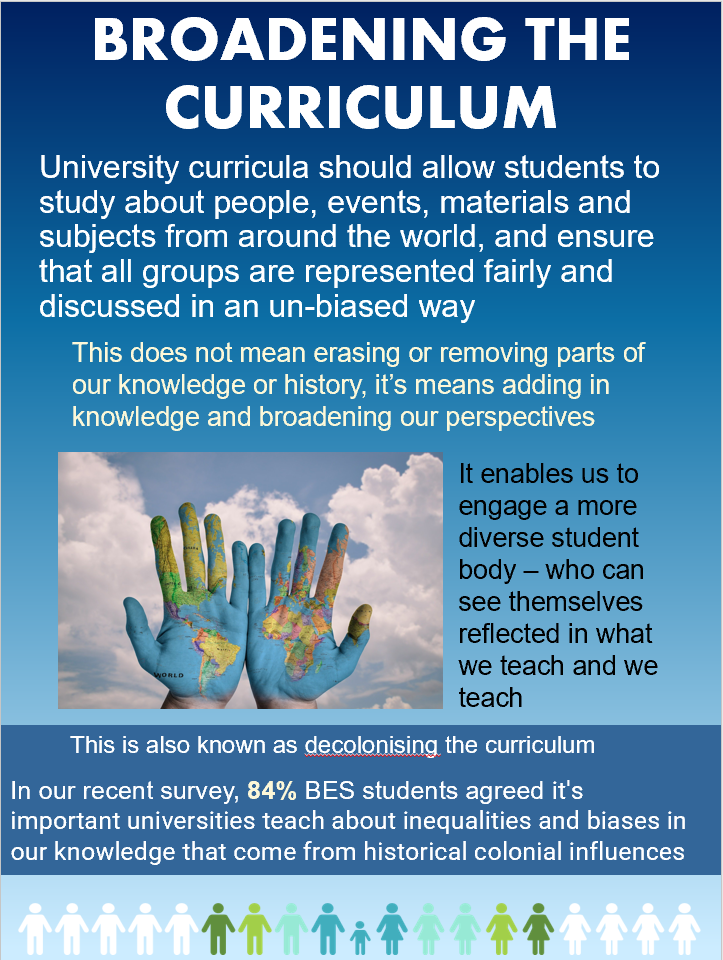 BROADENING THE
CURRICULUM
University curricula should allow students to
study about people, events, materials and
subjects from around the world, and ensure
that all groups are represented fairly and
discussed in an un-biased way
This does not mean erasing or removing parts of
our knowledge or history, it’s means adding in
knowledge and broadening our perspectives
It enables us to
engage a more
diverse student
body – who can
see themselves
reflected in what
we teach and we
teach
WORLD
This is also known as decolonising the curriculum
In our recent survey, 84% BES students agreed it's
important universities teach about inequalities and biases in
our knowledge that come from historical colonial influences